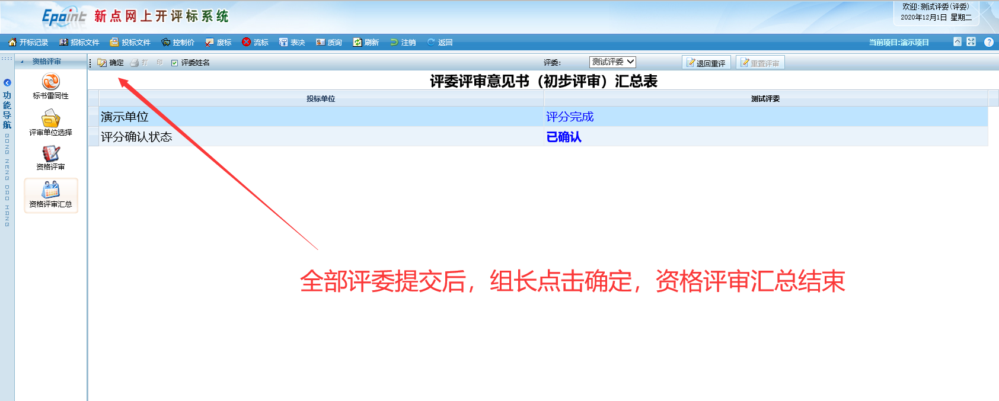 Epoint 新点网上开评标系统
欢迎:测试评委(评委)
2020年12月1日 星期二
开标记录 招标文件 投标文件 控制价 废标 流标 表决 质询 刷新 注销 返回 当前项目:演示项目
资格评审
确定 打 印 评委姓名 评委: 测试评委 退回重评 重置评审
功能导航
GONG NENG DAO HANG
标书雷同性
评审单位选择
资格评审
资格评审汇总
评委评审意见书（初步评审）汇总表
投标单位 测试评委
演示单位 评分完成
评分确认状态 已确认
全部评委提交后，组长点击确定，资格评审汇总结束